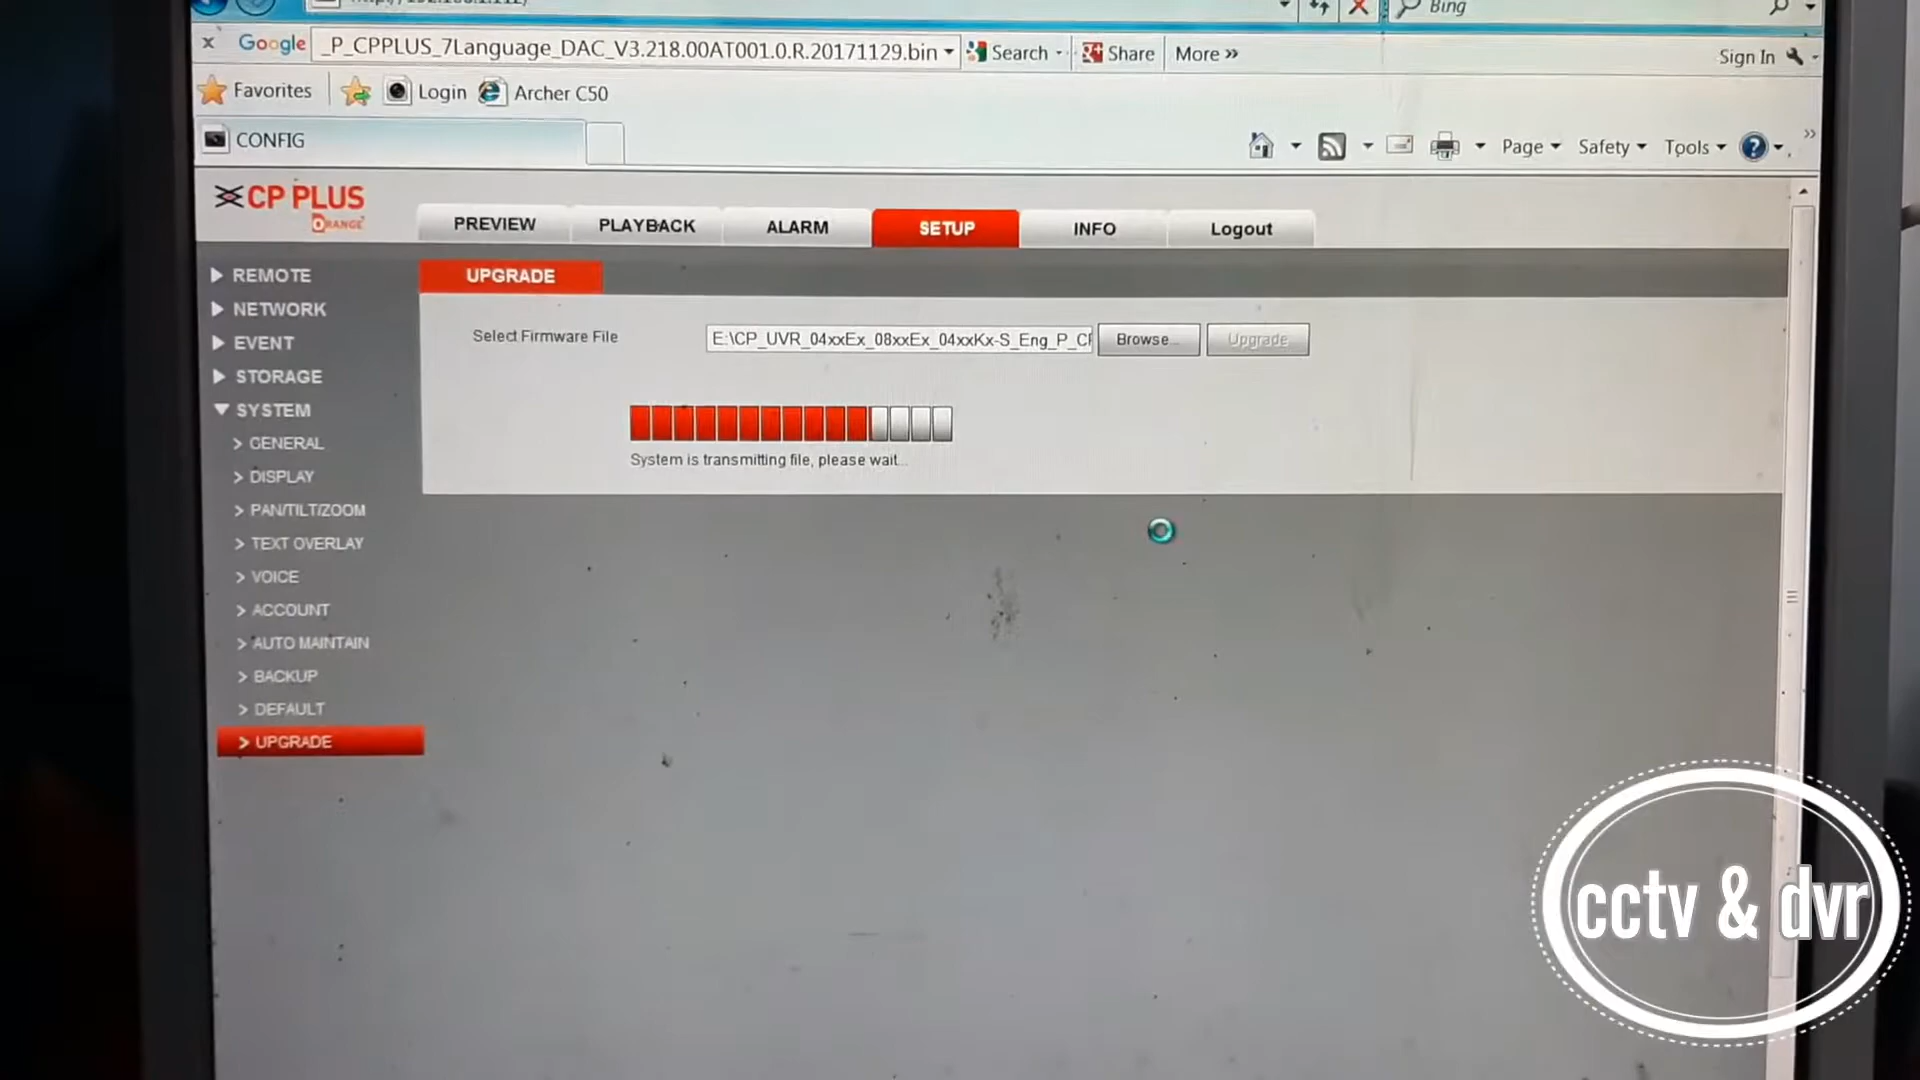 Bing
Google _P_CPPLUS_7Language_DAC_V3.218.00AT001.0.R.20171129.bin Search Share More » Sign In
Favorites Login Archer C50
CONFIG
Page Safety Tools »
CP PLUS
ORANGE
PREVIEW PLAYBACK ALARM SETUP INFO Logout
REMOTE
NETWORK
EVENT
STORAGE
SYSTEM
> GENERAL
> DISPLAY
> PAN/TILT/ZOOM
> TEXT OVERLAY
> VOICE
> ACCOUNT
> AUTO MAINTAIN
> BACKUP
> DEFAULT
> UPGRADE
UPGRADE
Select Firmware File E:\CP_UVR_04xxEx_08xxEx_04xxKx-S_Eng_P_CP Browse... Upgrade
System is transmitting file, please wait...
cctv & dvr